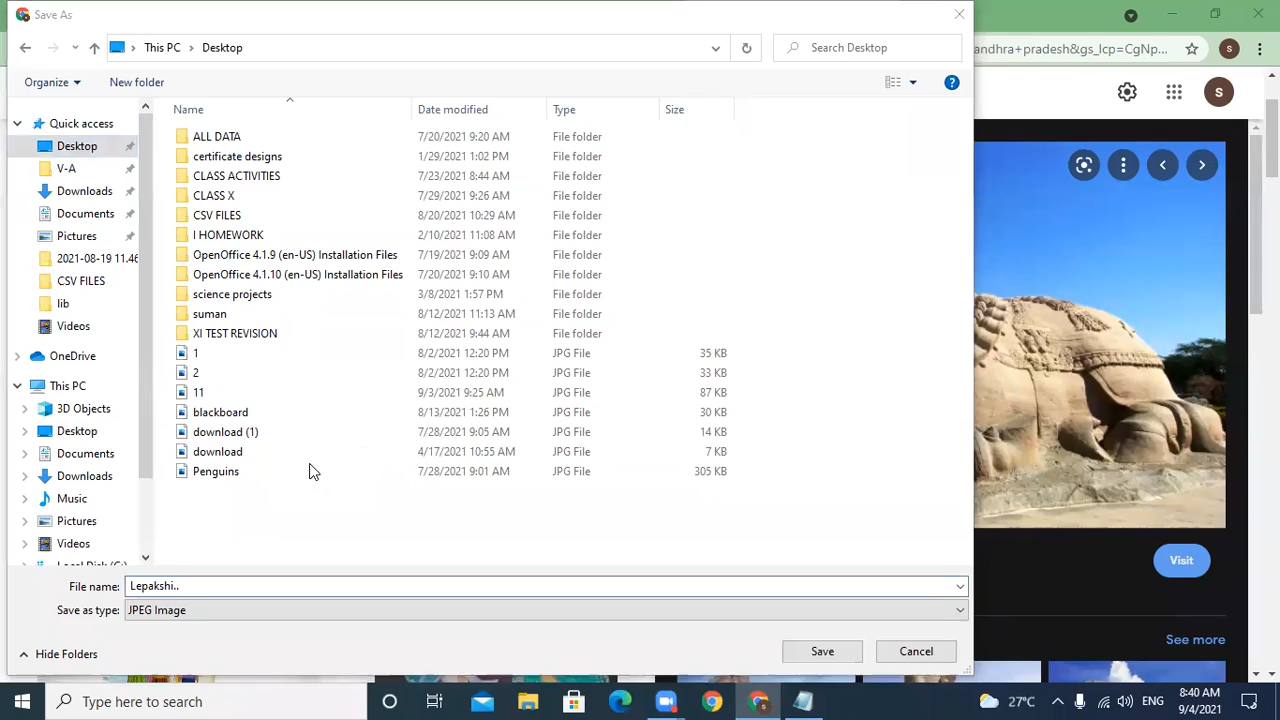 Save As
This PC Desktop
Search Desktop
andhra+pradesh&gs_lcp=CgNp...
s
Organize
New folder
s
Name
Date modified
Type
Size
Quick access
Desktop
V-A
Downloads
Documents
Pictures
2021-08-19 11.46
CSV FILES
lib
Videos
OneDrive
This PC
3D Objects
Desktop
Documents
Downloads
Music
Pictures
Videos
ALL DATA 7/20/2021 9:20 AM File folder
certificate designs 1/29/2021 1:02 PM File folder
CLASS ACTIVITIES 7/23/2021 8:44 AM File folder
CLASS X 7/29/2021 9:26 AM File folder
CSV FILES 8/20/2021 10:29 AM File folder
I HOMEWORK 2/10/2021 11:08 AM File folder
OpenOffice 4.1.9 (en-US) Installation Files 7/19/2021 9:09 AM File folder
OpenOffice 4.1.10 (en-US) Installation Files 7/20/2021 9:10 AM File folder
science projects 3/8/2021 1:57 PM File folder
suman 8/12/2021 11:13 AM File folder
XI TEST REVISION 8/12/2021 9:44 AM File folder
1 8/2/2021 12:20 PM JPG File 35 KB
2 8/2/2021 12:20 PM JPG File 33 KB
11 9/3/2021 9:25 AM JPG File 87 KB
blackboard 8/13/2021 1:26 PM JPG File 30 KB
download (1) 7/28/2021 9:05 AM JPG File 14 KB
download 4/17/2021 10:55 AM JPG File 7 KB
Penguins 7/28/2021 9:01 AM JPG File 305 KB
File name: Lepakshi..
Save as type: JPEG Image
Hide Folders
Save
Cancel
Visit
See more
Type here to search
27°C
ENG
8:40 AM
9/4/2021